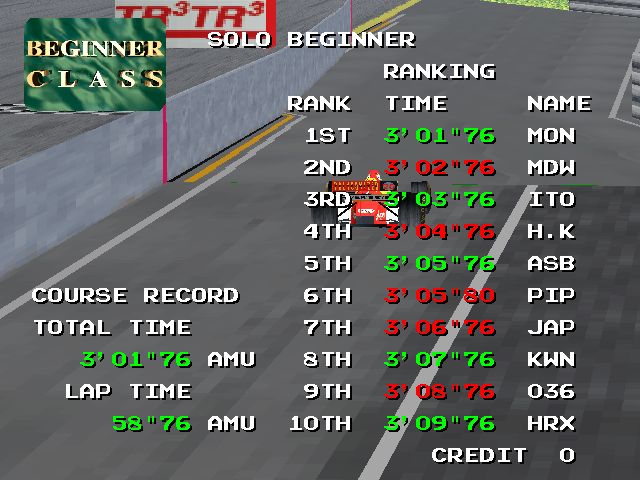 TR³TR³
BEGINNER
CLASS
SOLO BEGINNER
RANKING
RANK TIME NAME
1ST 3'01"76 MON
2ND 3'02"76 MDW
3RD 3'03"76 ITO
4TH 3'04"76 H.K
5TH 3'05"76 ASB
COURSE RECORD 6TH 3'05"80 PIP
TOTAL TIME 7TH 3'06"76 JAP
3'01"76 AMU 8TH 3'07"76 KWN
LAP TIME 9TH 3'08"76 O36
58"76 AMU 10TH 3'09"76 HRX
CREDIT 0